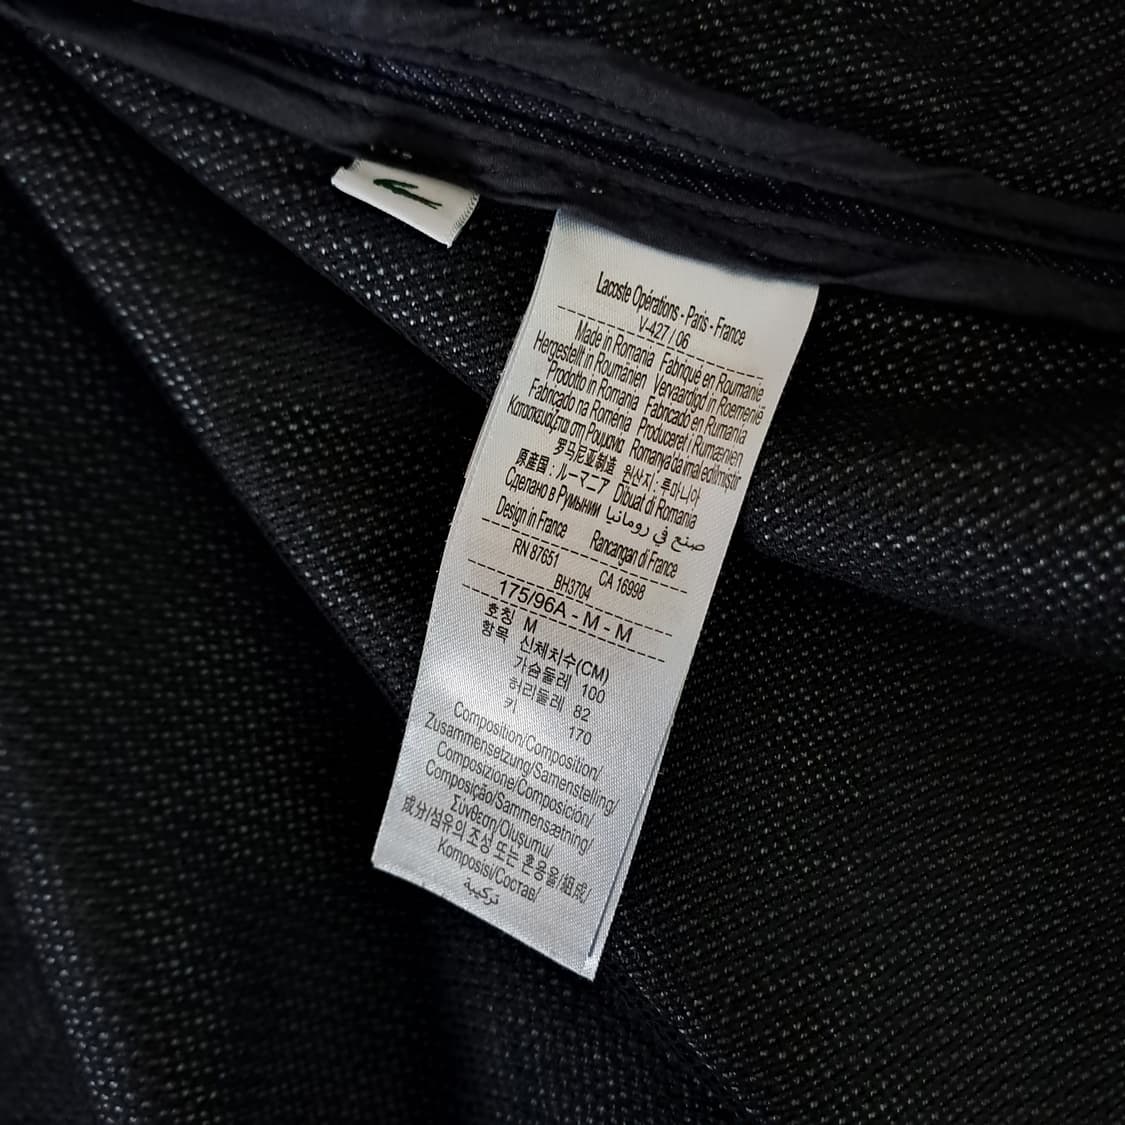 Lacoste Opérations - Paris - France
V-427 / 06
Made in Romania Fabriqué en Roumanie
Hergestellt in Roumänien Vervaardigd in Roemenië
Prodotto in Romania Fabricado en Rumania
Fabricado na Roménia Produceret i Rumænien
Κατασκευάζεται στη Ρουμανία Romanya'da imal edilmiştir
罗马尼亚制造 원산지: 루마니아
原産国: ルーマニア Dibuat di Romania
Сделано в Румынии صنع في رومانيا
Design in France Rancangan di France
RN 87651 CA 16998
BH3704
175/96A - M - M
호칭 M
항목 신체치수(CM)
가슴둘레 100
허리둘레 82
키 170
Composition/Composition/
Zusammensetzung/Samenstelling/
Composizione/Composición/
Composição/Sammensætning/
Σύνθεση/Oluşumu/
成分/섬유의 조성 또는 혼용율/組成/
Komposisi/Состав/
تركيبة